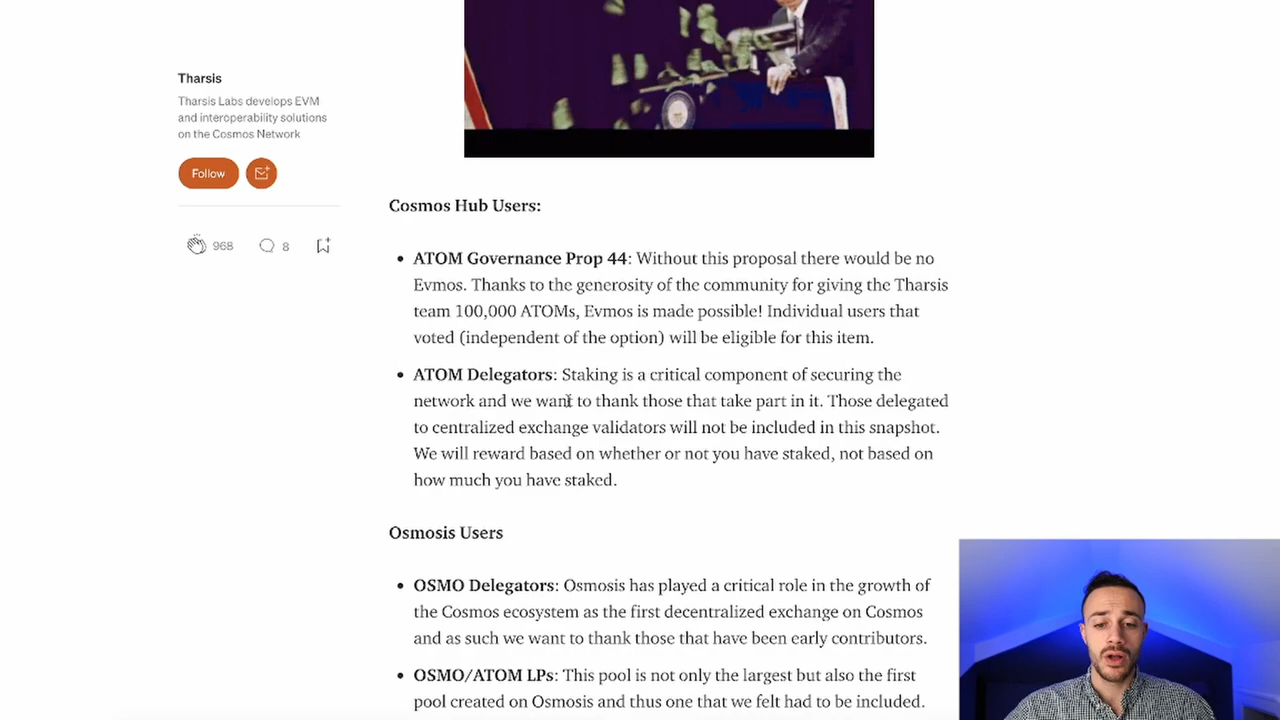 Tharsis
Tharsis Labs develops EVM
and interoperability solutions
on the Cosmos Network
Follow
968
8
Cosmos Hub Users:
• ATOM Governance Prop 44: Without this proposal there would be no
Evmos. Thanks to the generosity of the community for giving the Tharsis
team 100,000 ATOMs, Evmos is made possible! Individual users that
voted (independent of the option) will be eligible for this item.
• ATOM Delegators: Staking is a critical component of securing the
network and we want to thank those that take part in it. Those delegated
to centralized exchange validators will not be included in this snapshot.
We will reward based on whether or not you have staked, not based on
how much you have staked.
Osmosis Users
• OSMO Delegators: Osmosis has played a critical role in the growth of
the Cosmos ecosystem as the first decentralized exchange on Cosmos
and as such we want to thank those that have been early contributors.
• OSMO/ATOM LPs: This pool is not only the largest but also the first
pool created on Osmosis and thus one that we felt had to be included.